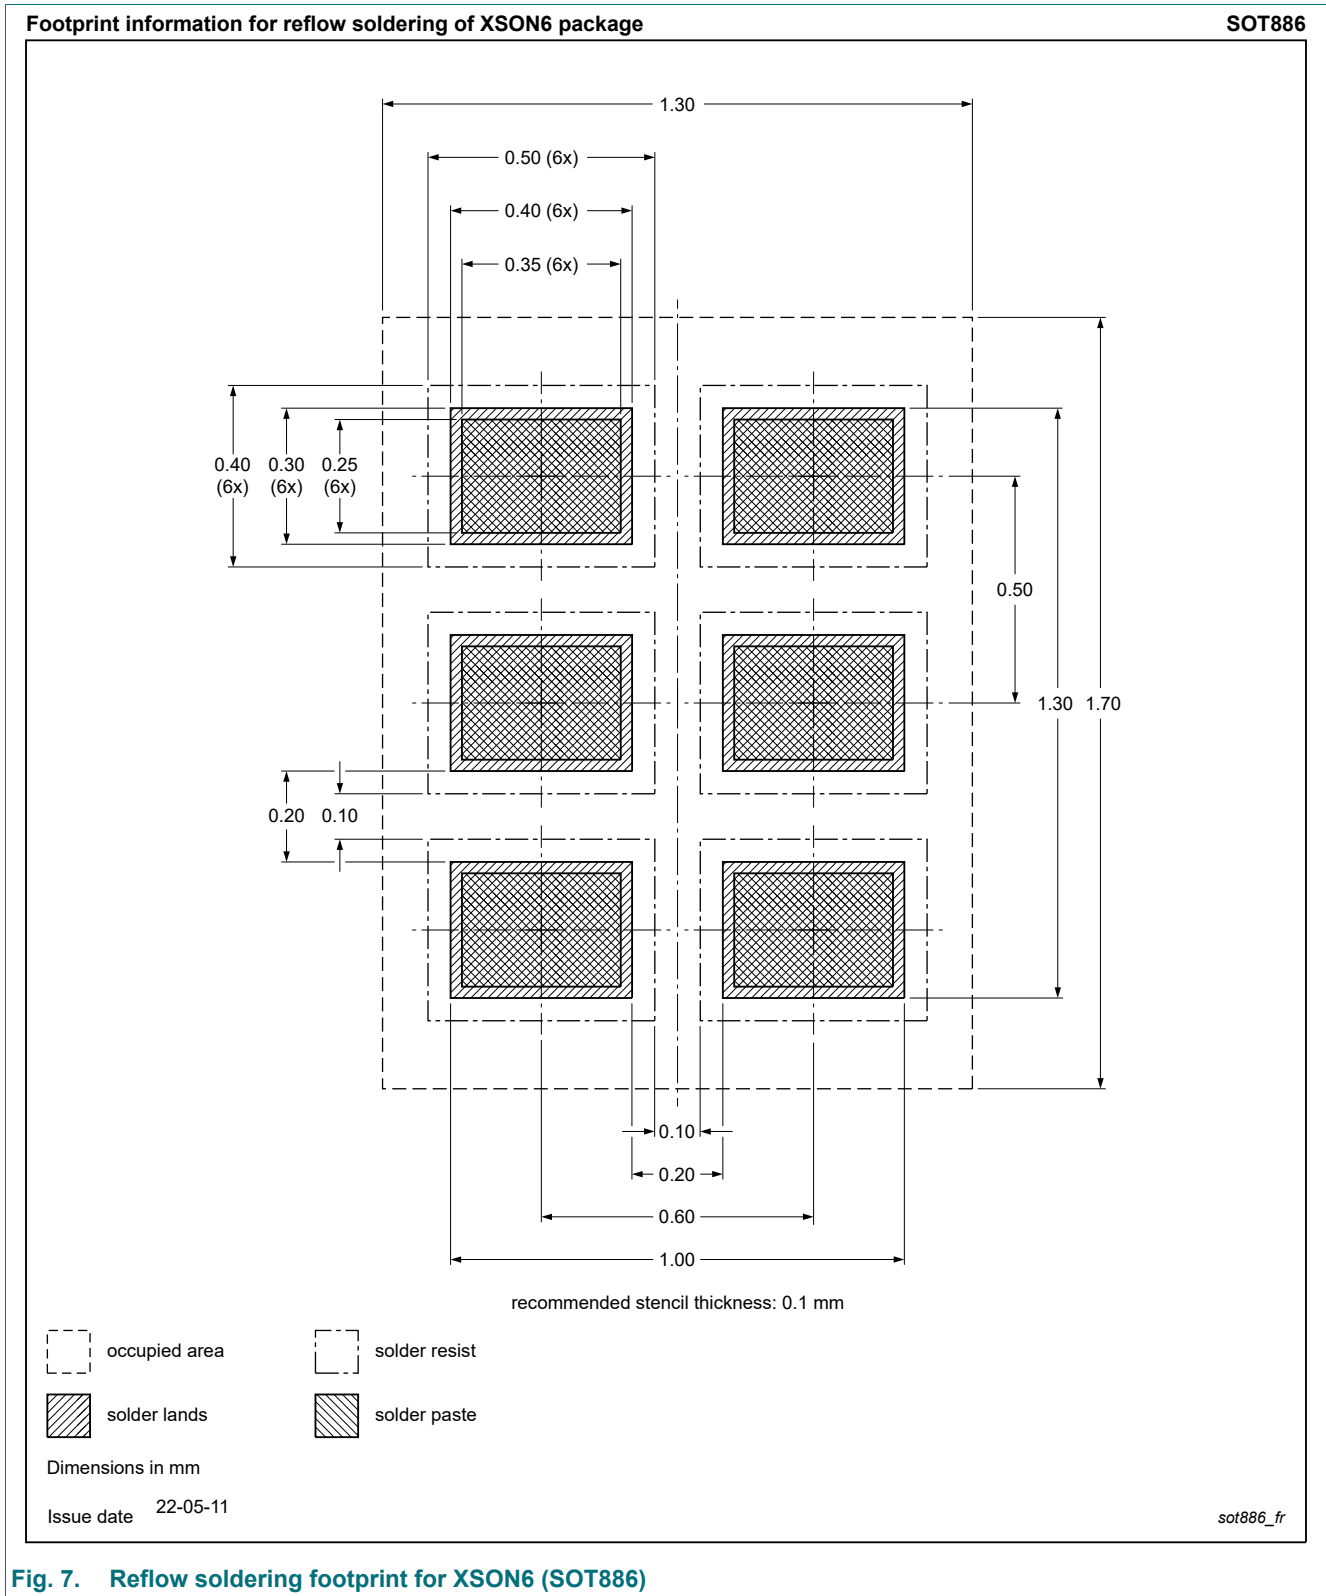 Footprint information for reflow soldering of XSON6 package SOT886
1.30
0.50 (6x)
0.40 (6x)
0.35 (6x)
0.40 0.30 0.25
(6x) (6x) (6x)
0.50
1.30 1.70
0.20 0.10
0.10
0.20
0.60
1.00
recommended stencil thickness: 0.1 mm
occupied area solder resist
solder lands solder paste
Dimensions in mm
Issue date 22-05-11 sot886_fr
Fig. 7. Reflow soldering footprint for XSON6 (SOT886)